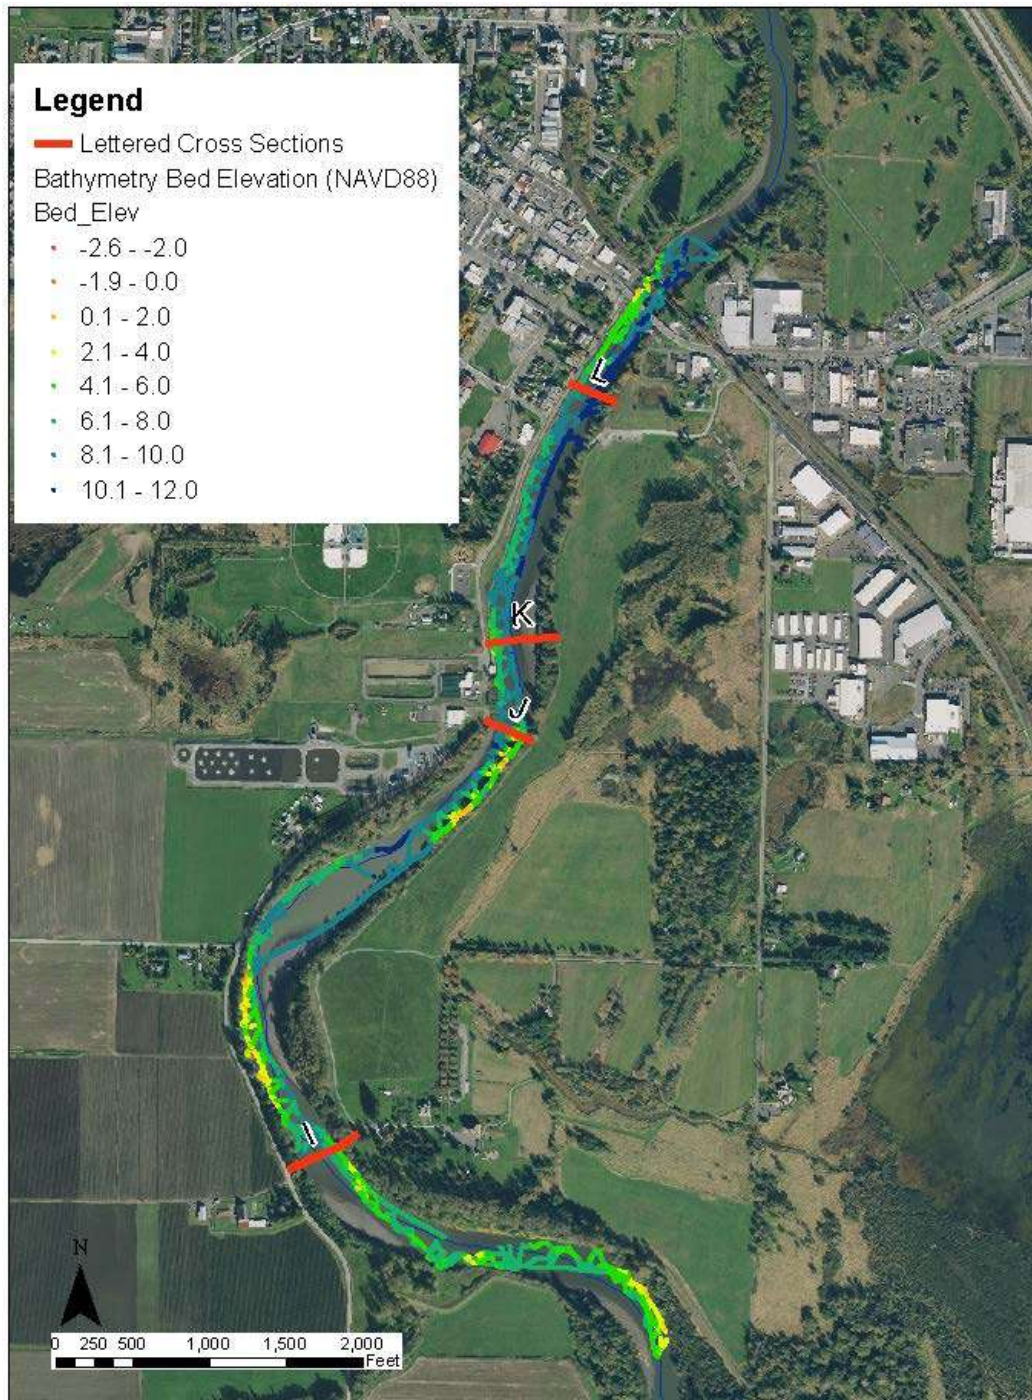 Legend
Lettered Cross Sections
Bathymetry Bed Elevation (NAVD88)
Bed_Elev
-2.6 - -2.0
-1.9 - 0.0
0.1 - 2.0
2.1 - 4.0
4.1 - 6.0
6.1 - 8.0
8.1 - 10.0
10.1 - 12.0
L
K
J
I
N
0 250 500 1,000 1,500 2,000
Feet